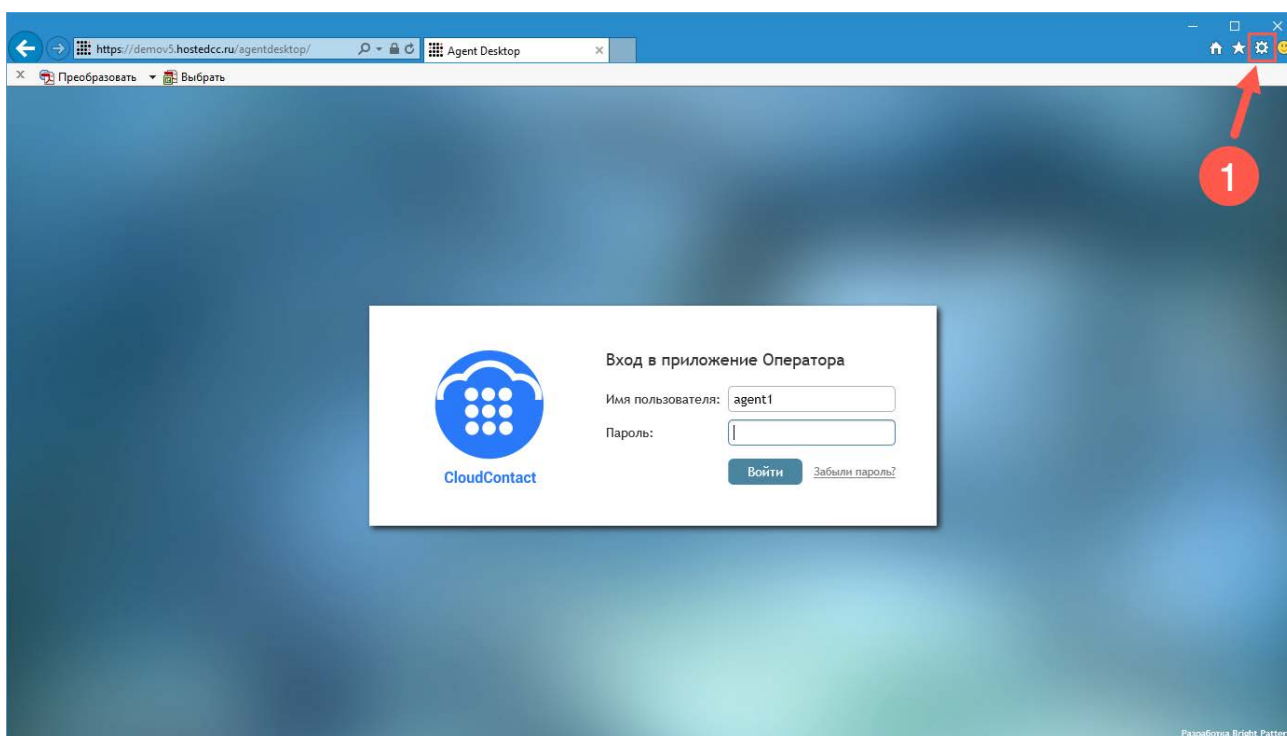 https://demov5.hostedcc.ru/agentdesktop/
Agent Desktop
Преобразовать
Выбрать
1
Вход в приложение Оператора
Имя пользователя:
agent1
Пароль:
Войти
Забыли пароль?
CloudContact
Разработка Bright Patter